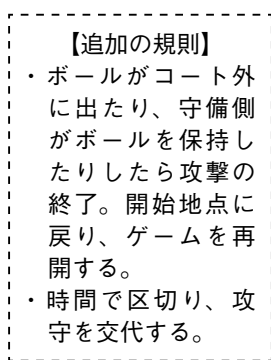 【追加の規則】
・ボールがコート外
に出たり、守備側
がボールを保持し
たりしたら攻撃の
終了。開始地点に
戻り、ゲームを再
開する。
・時間で区切り、攻
守を交代する。